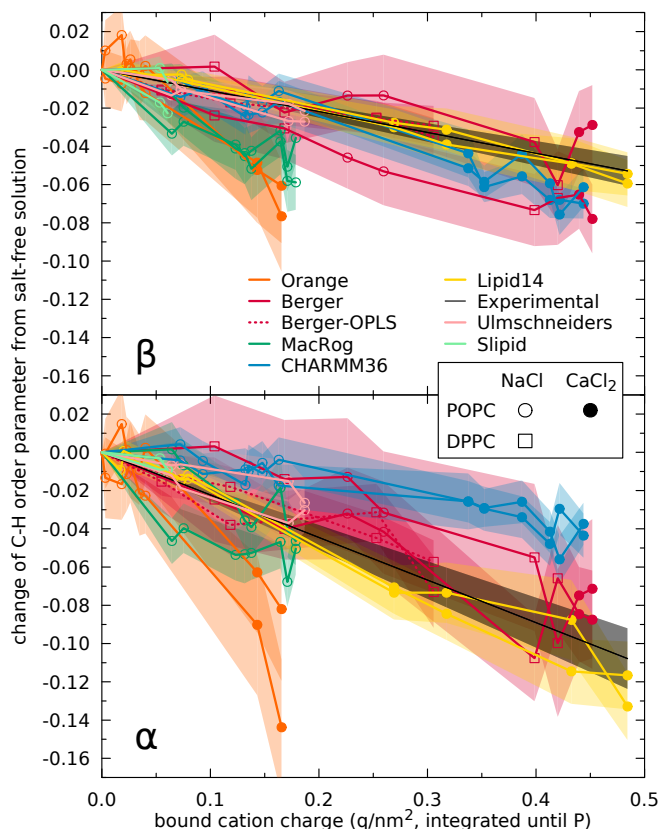 0.02
0.00
-0.02
-0.04
-0.06
-0.08
-0.10
-0.12
-0.14
-0.16
β
Orange
Berger
Berger-OPLS
MacRog
CHARMM36
Lipid14
Experimental
Ulmschneiders
Slipid
NaCl CaCl₂
POPC
DPPC
change of C-H order parameter from salt-free solution
0.02
0.00
-0.02
-0.04
-0.06
-0.08
-0.10
-0.12
-0.14
-0.16
α
0.0 0.1 0.2 0.3 0.4 0.5
bound cation charge (q/nm², integrated until P)